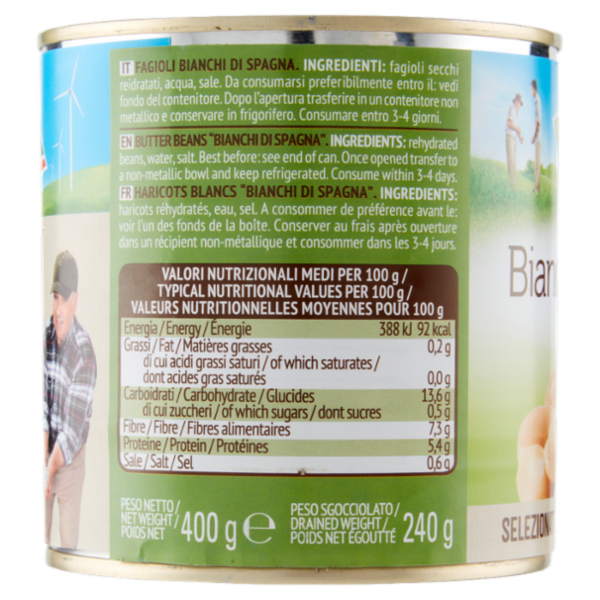 IT FAGIOLI BIANCHI DI SPAGNA. INGREDIENTI: fagioli secchi
reidratati, acqua, sale. Da consumarsi preferibilmente entro il: vedi
fondo del contenitore. Dopo l'apertura trasferire in un contenitore non
metallico e conservare in frigorifero. Consumare entro 3-4 giorni.
EN BUTTER BEANS "BIANCHI DI SPAGNA". INGREDIENTS: rehydrated
beans, water, salt. Best before: see end of can. Once opened transfer to
a non-metallic bowl and keep refrigerated. Consume within 3-4 days.
FR HARICOTS BLANCS "BIANCHI DI SPAGNA". INGREDIENTS:
haricots réhydratés, eau, sel. A consommer de préférence avant le:
voir l'un des fonds de la boîte. Conserver au frais après ouverture
dans un récipient non-métallique et consommer dans les 3-4 jours.
VALORI NUTRIZIONALI MEDI PER 100 g /
TYPICAL NUTRITIONAL VALUES PER 100 g /
VALEURS NUTRITIONNELLES MOYENNES POUR 100 g
Energia / Energy / Énergie 388 kJ 92 kcal
Grassi / Fat / Matières grasses 0,2 g
di cui acidi grassi saturi / of which saturates /
dont acides gras saturés 0,0 g
Carboidrati / Carbohydrate / Glucides 13,6 g
di cui zuccheri / of which sugars / dont sucres 0,5 g
Fibre / Fibre / Fibres alimentaires 7,3 g
Proteine / Protein / Protéines 5,4 g
Sale / Salt / Sel 0,6 g
PESO NETTO /
NET WEIGHT /
POIDS NET 400 g e
PESO SGOCCIOLATO /
DRAINED WEIGHT /
POIDS NET ÉGOUTTÉ 240 g
Bian
SELEZION